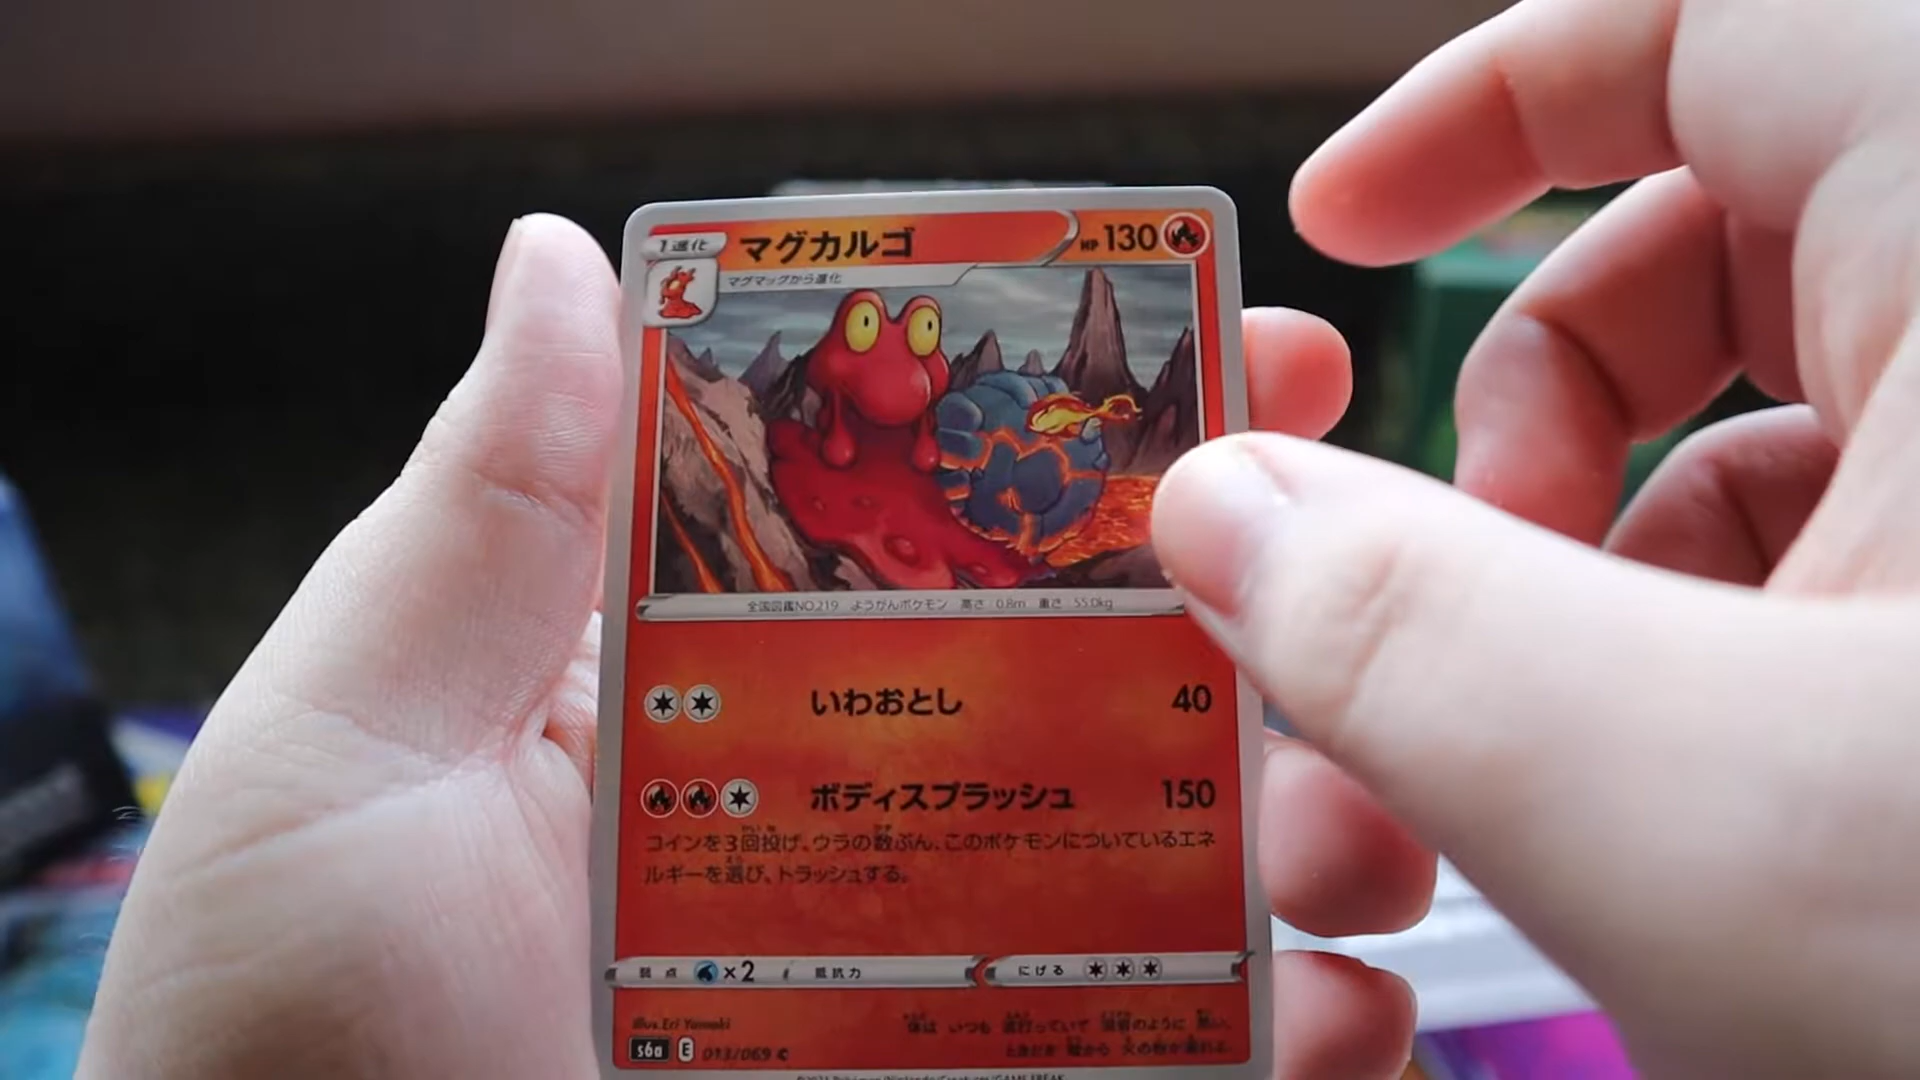 1進化 マグカルゴ HP 130
マグマッグから進化
全国図鑑NO.219 ようがんポケモン 高さ:0.8m 重さ:55.0kg
いわおとし 40
ボディスプラッシュ 150
コインを3回投げ、ウラの数ぶん、このポケモンについているエネ
ルギーを選び、トラッシュする。
弱点 ×2 抵抗力 にげる
illus. Eri Yamaki
s6a E 013/069 C